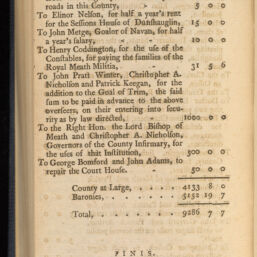 roads in this County, 5 0 0
To Elinor Nelson, for half a year's rent
for the Sessions House of Dunshaughlin, 15 0 0
To John Metge, Goaler of Navan, for half
a year's salary, 10 0 0
To Henry Coddington, for the use of the
Constables, for paying the families of the
Royal Meath Militia, 31 5 6
To John Pratt Winter, Christopher A.
Nicholson and Patrick Keegan, for the
addition to the Goal of Trim, the said
sum to be paid in advance to the above
overseers, on their entering into secu-
rity as by law directed, 1000 0 0
To the Right Hon. the Lord Bishop of
Meath and Christopher A. Nicholson,
Governors of the County Infirmary, for
the uses of that Institution, 500 0 0
To George Bomford and John Adams, to
repair the Court House. 50 0 0
County at Large, 4133 8 0
Baronies, 5152 19 7
Total, 9286 7 7
FINIS.